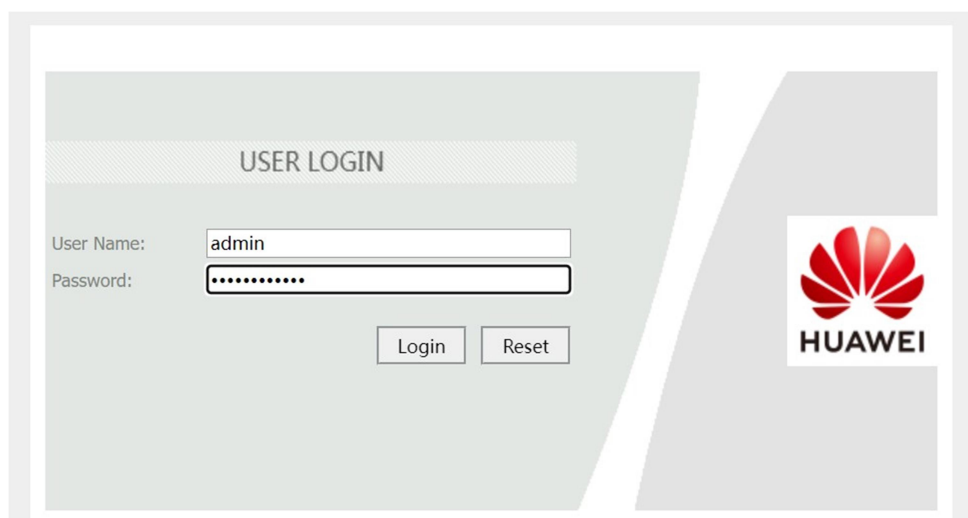 USER LOGIN
User Name: admin
Password: ••••••••••••
Login Reset
HUAWEI